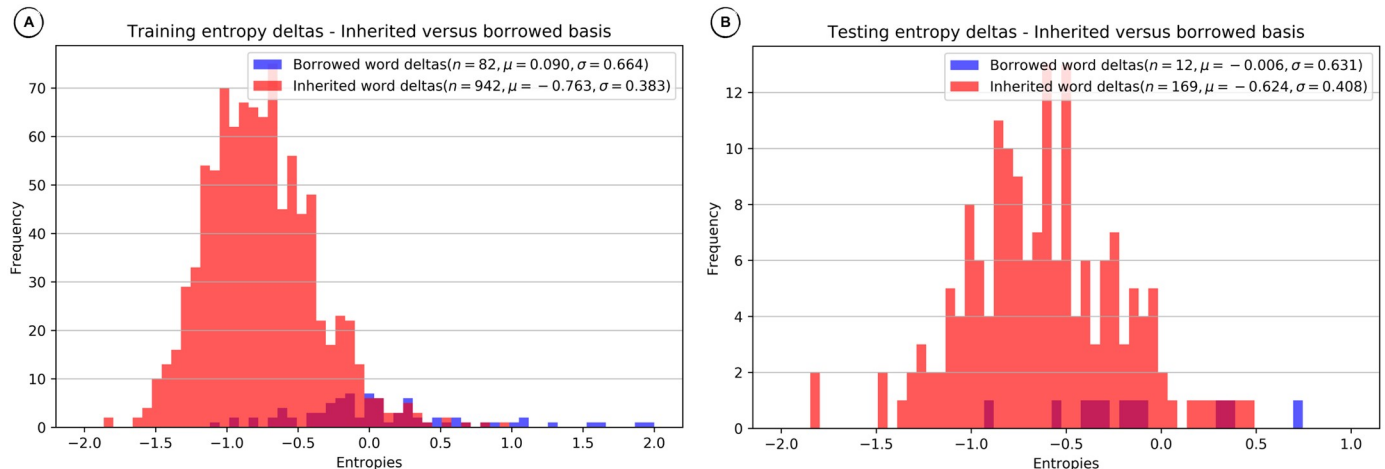 A
Training entropy deltas - Inherited versus borrowed basis
Borrowed word deltas(n = 82, μ = 0.090, σ = 0.664)
Inherited word deltas(n = 942, μ = −0.763, σ = 0.383)
Frequency
70
60
50
40
30
20
10
0
−2.0 −1.5 −1.0 −0.5 0.0 0.5 1.0 1.5 2.0
Entropies
B
Testing entropy deltas - Inherited versus borrowed basis
Borrowed word deltas(n = 12, μ = −0.006, σ = 0.631)
Inherited word deltas(n = 169, μ = −0.624, σ = 0.408)
Frequency
12
10
8
6
4
2
0
−2.0 −1.5 −1.0 −0.5 0.0 0.5 1.0
Entropies